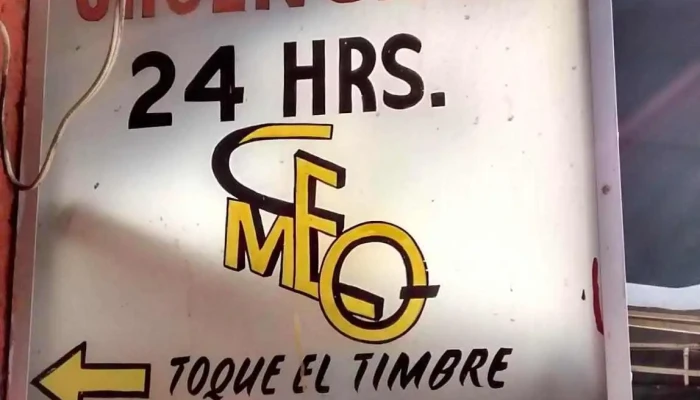 24 HRS.
CMEQ
TOQUE EL TIMBRE